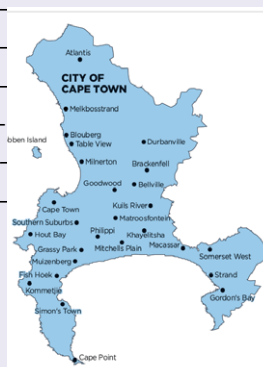 Atlantis
CITY OF
CAPE TOWN
Melkbosstrand
bben Island
Blouberg
Table View
Durbanville
Milnerton
Brackenfell
Goodwood
Bellville
Cape Town
Kuils River
Southern Suburbs
Matroosfontein
Hout Bay
Philippi
Khayelitsha
Grassy Park
Mitchells Plain
Macassar
Somerset West
Muizenberg
Fish Hoek
Strand
Kommetjie
Gordon's Bay
Simon's Town
Cape Point